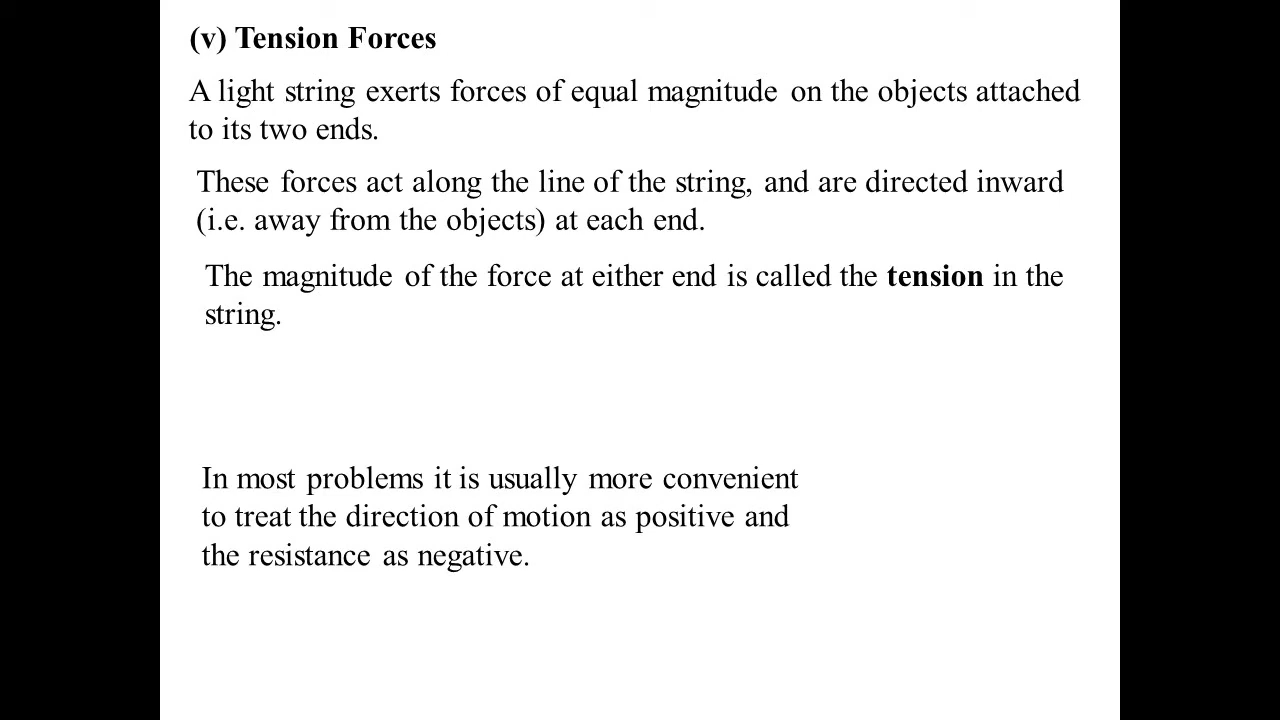 (v) Tension Forces
A light string exerts forces of equal magnitude on the objects attached
to its two ends.
These forces act along the line of the string, and are directed inward
(i.e. away from the objects) at each end.
The magnitude of the force at either end is called the tension in the
string.
In most problems it is usually more convenient
to treat the direction of motion as positive and
the resistance as negative.